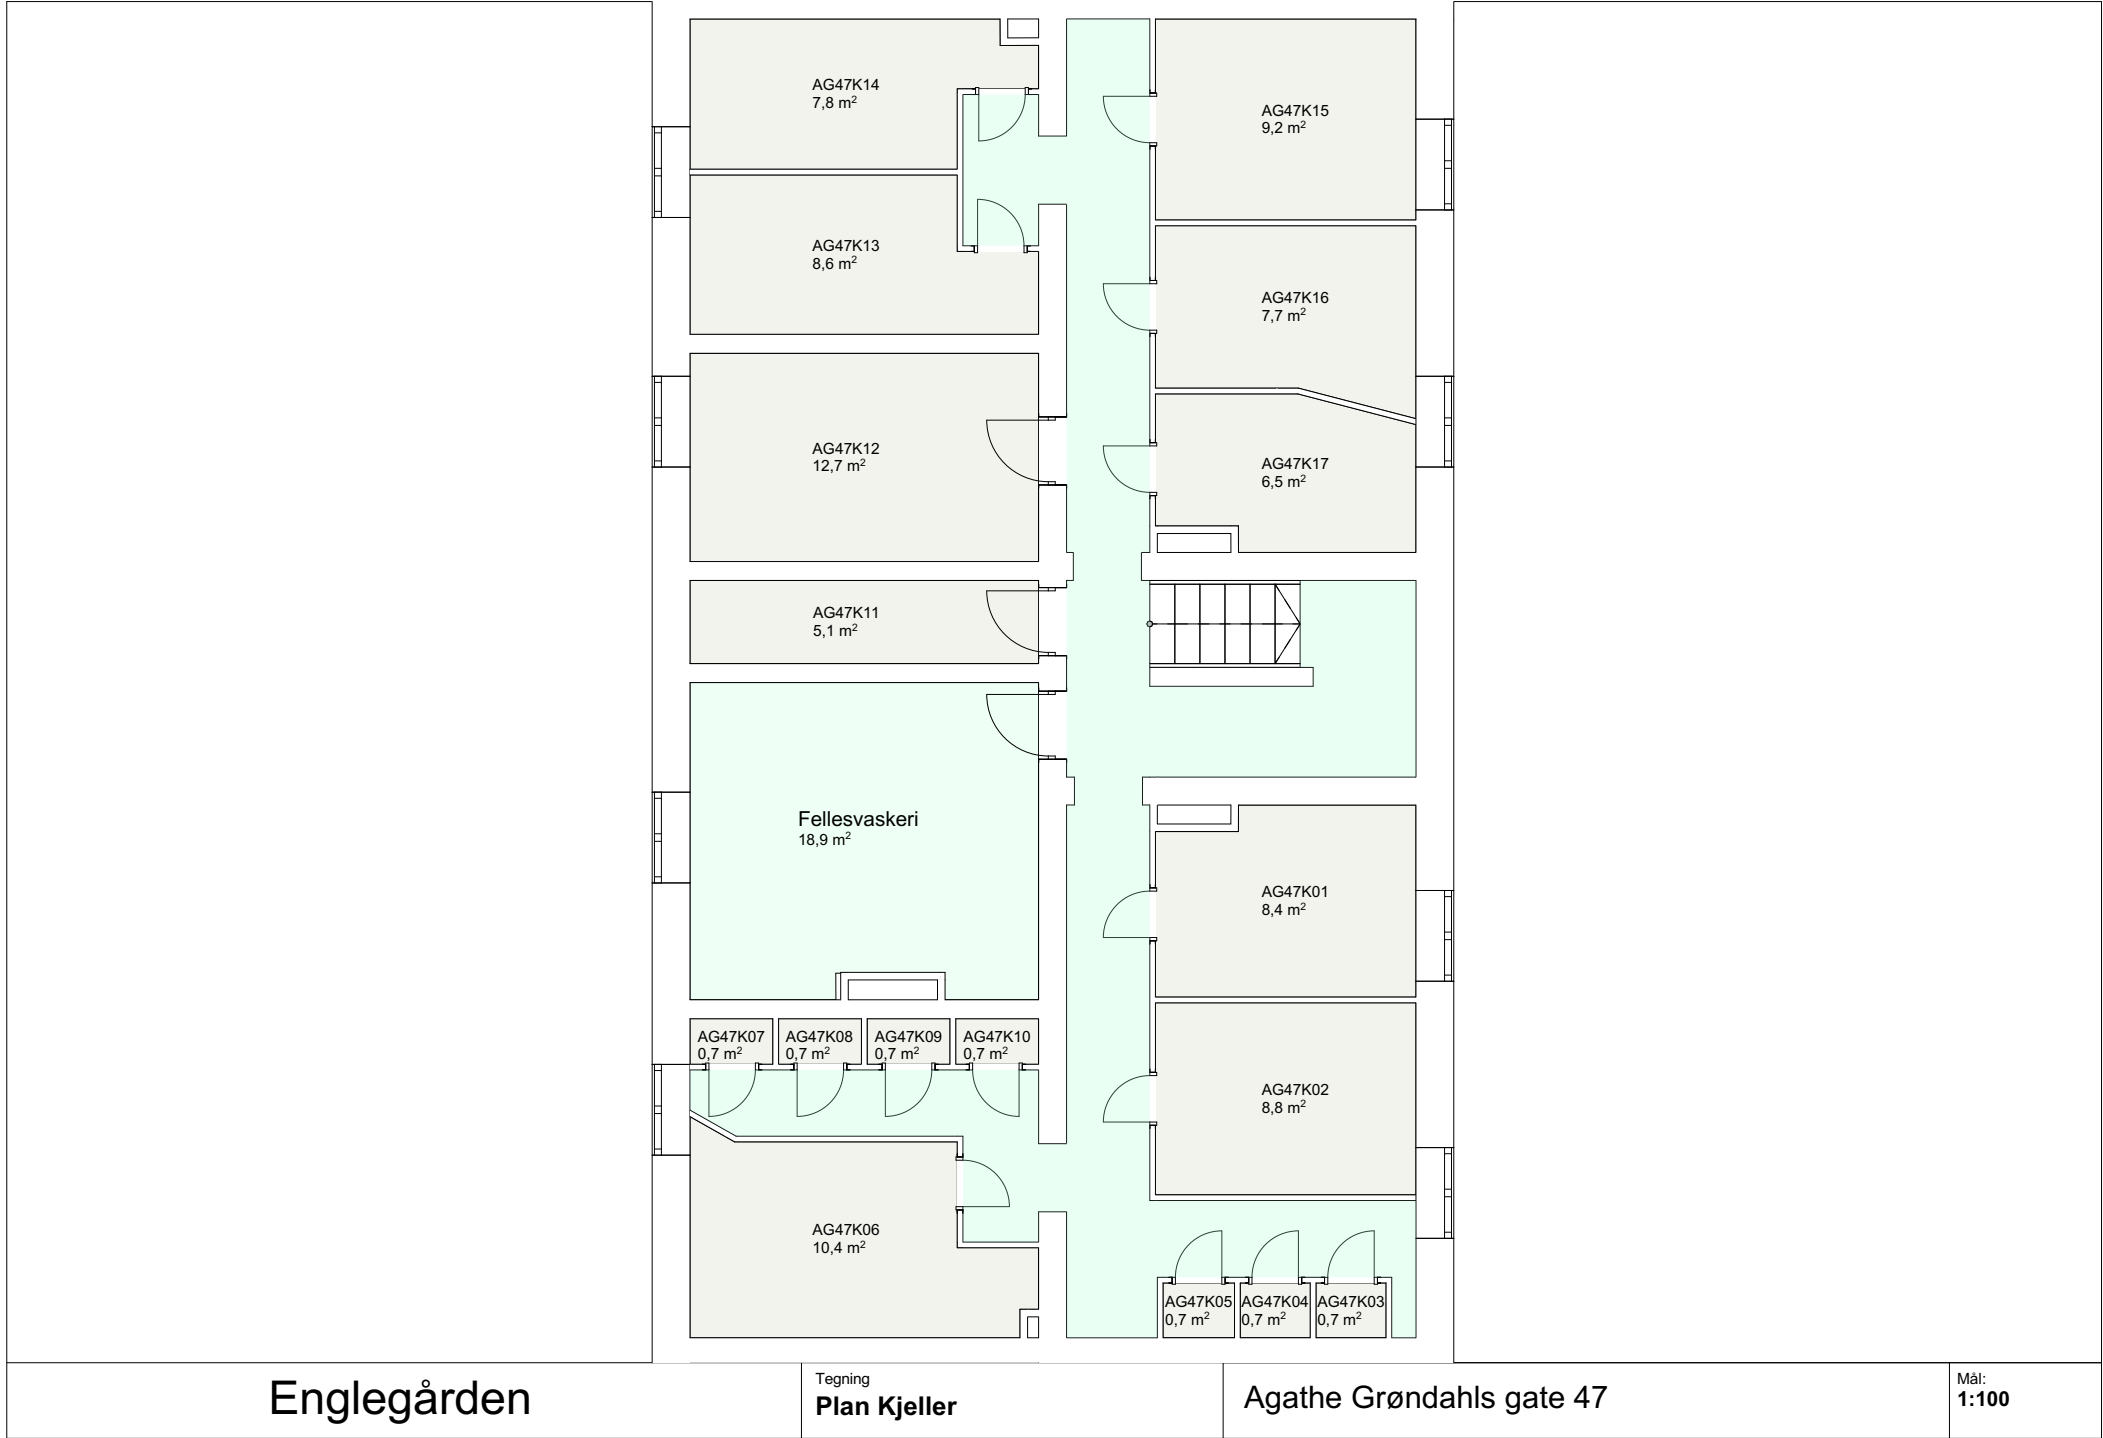 AG47K14
7,8 m²
AG47K15
9,2 m²
AG47K13
8,6 m²
AG47K16
7,7 m²
AG47K12
12,7 m²
AG47K17
6,5 m²
AG47K11
5,1 m²
Fellesvaskeri
18,9 m²
AG47K01
8,4 m²
AG47K07
0,7 m²
AG47K08
0,7 m²
AG47K09
0,7 m²
AG47K10
0,7 m²
AG47K02
8,8 m²
AG47K06
10,4 m²
AG47K05
0,7 m²
AG47K04
0,7 m²
AG47K03
0,7 m²
Englegården
Tegning
Plan Kjeller
Agathe Grøndahls gate 47
Mål:
1:100